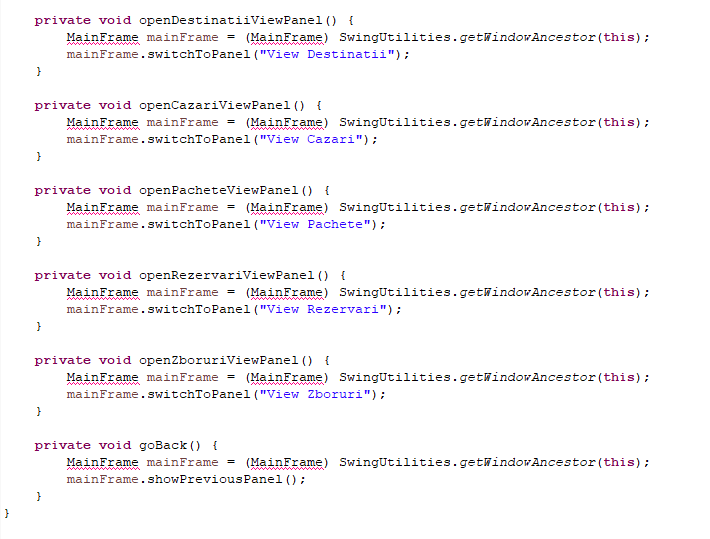 private void openDestinatiiViewPanel() {
MainFrame mainFrame = (MainFrame) SwingUtilities.getWindowAncestor(this);
mainFrame.switchToPanel("View Destinatii");
}
private void openCazariViewPanel() {
MainFrame mainFrame = (MainFrame) SwingUtilities.getWindowAncestor(this);
mainFrame.switchToPanel("View Cazari");
}
private void openPacheteViewPanel() {
MainFrame mainFrame = (MainFrame) SwingUtilities.getWindowAncestor(this);
mainFrame.switchToPanel("View Pachete");
}
private void openRezervariViewPanel() {
MainFrame mainFrame = (MainFrame) SwingUtilities.getWindowAncestor(this);
mainFrame.switchToPanel("View Rezervari");
}
private void openZboruriViewPanel() {
MainFrame mainFrame = (MainFrame) SwingUtilities.getWindowAncestor(this);
mainFrame.switchToPanel("View Zboruri");
}
private void goBack() {
MainFrame mainFrame = (MainFrame) SwingUtilities.getWindowAncestor(this);
mainFrame.showPreviousPanel();
}
}